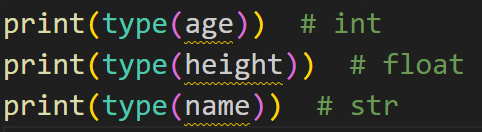 print(type(age))  # int
print(type(height))  # float
print(type(name))  # str